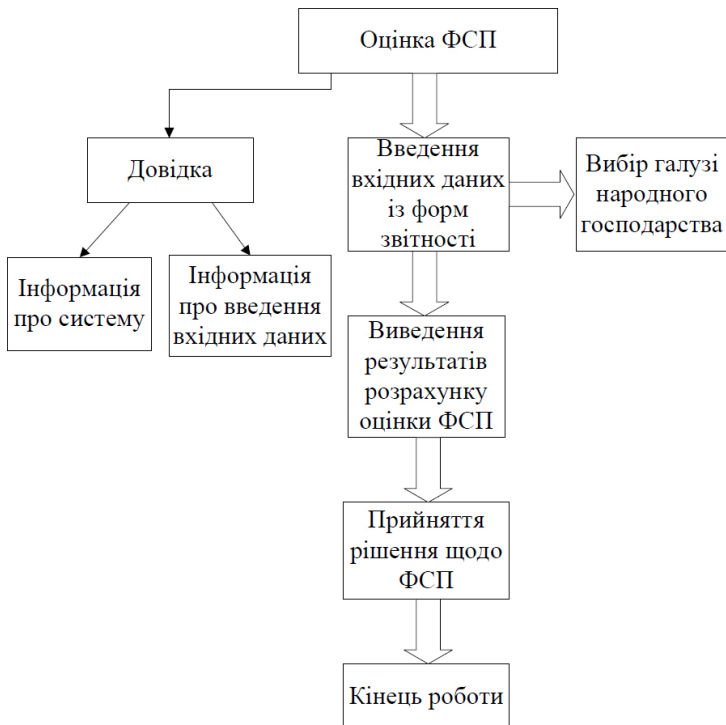 Оцінка ФСП
Довідка
Введення
вхідних даних
із форм
звітності
Вибір галузі
народного
господарства
Інформація
про систему
Інформація
про введення
вхідних даних
Виведення
результатів
розрахунку
оцінки ФСП
Прийняття
рішення щодо
ФСП
Кінець роботи